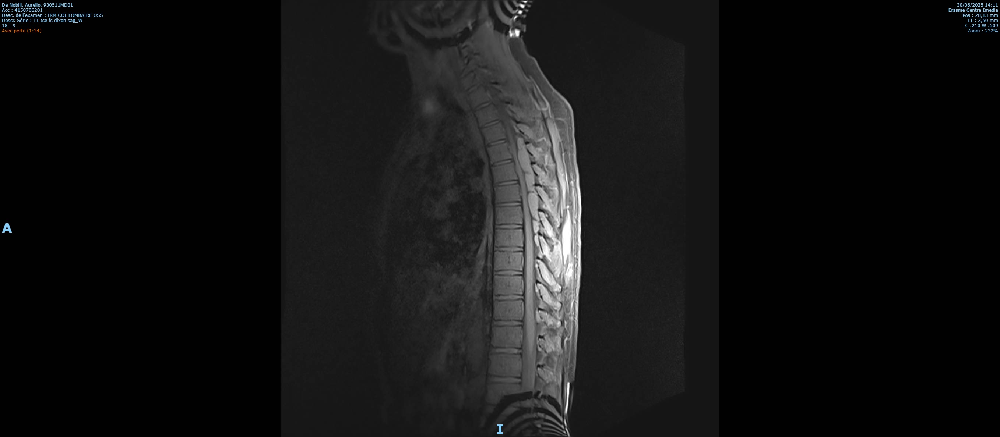 De Nobili, Aurelio, 930511MD01
Acc : 4158706201
Desc. de l'examen : IRM COL LOMBAIRE OSS
Descr. Série : T1 tse fs dixon sag_W
18 - 9
Avec perte (1:34)
30/06/2025 14:11
Erasme Centre Imedia
Pos : 28,13 mm
LT : 3,50 mm
C :210 W :509
Zoom : 232%
A
I